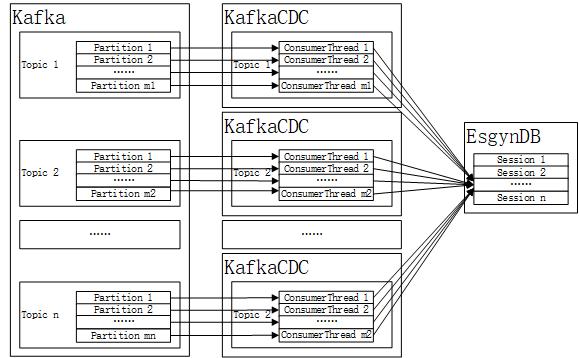 Kafka
Topic 1
Partition 1
Partition 2
······
Partition m1
Topic 2
Partition 1
Partition 2
······
Partition m2
······
Topic n
Partition 1
Partition 2
······
Partition mn
KafkaCDC
Topic 1
ConsumerThread 1
ConsumerThread 2
······
ConsumerThread m1
KafkaCDC
Topic 2
ConsumerThread 1
ConsumerThread 2
······
ConsumerThread m2
······
KafkaCDC
Topic 2
ConsumerThread 1
ConsumerThread 2
······
ConsumerThread m2
EsgynDB
Session 1
Session 2
······
Session n